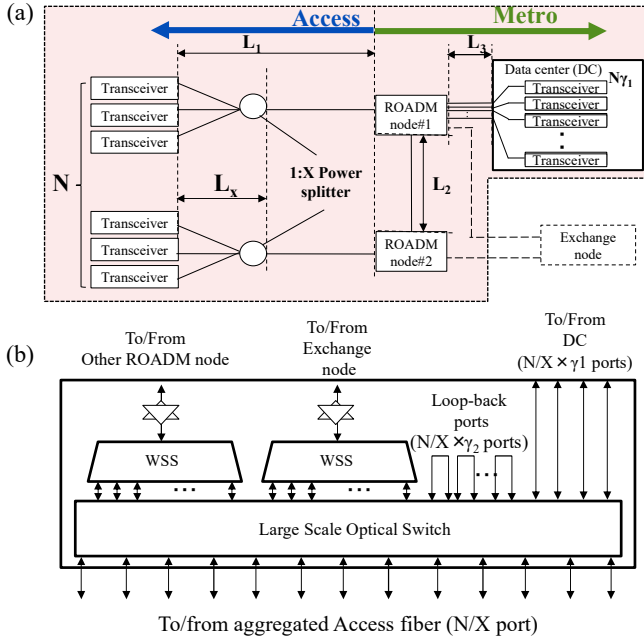 (a)
Access
Metro
L1
L3
Data center (DC)
Nγ1
Transceiver
Transceiver
Transceiver
ROADM
node#1
Transceiver
Transceiver
Transceiver
Transceiver
N
Lx
1:X Power
splitter
L2
Transceiver
Transceiver
Transceiver
ROADM
node#2
Exchange
node
To/From
Other ROADM node
To/From
Exchange
node
To/From
DC
(N/X × γ1 ports)
(b)
Loop-back
ports
(N/X ×γ2 ports)
WSS
WSS
...
...
...
Large Scale Optical Switch
To/from aggregated Access fiber (N/X port)